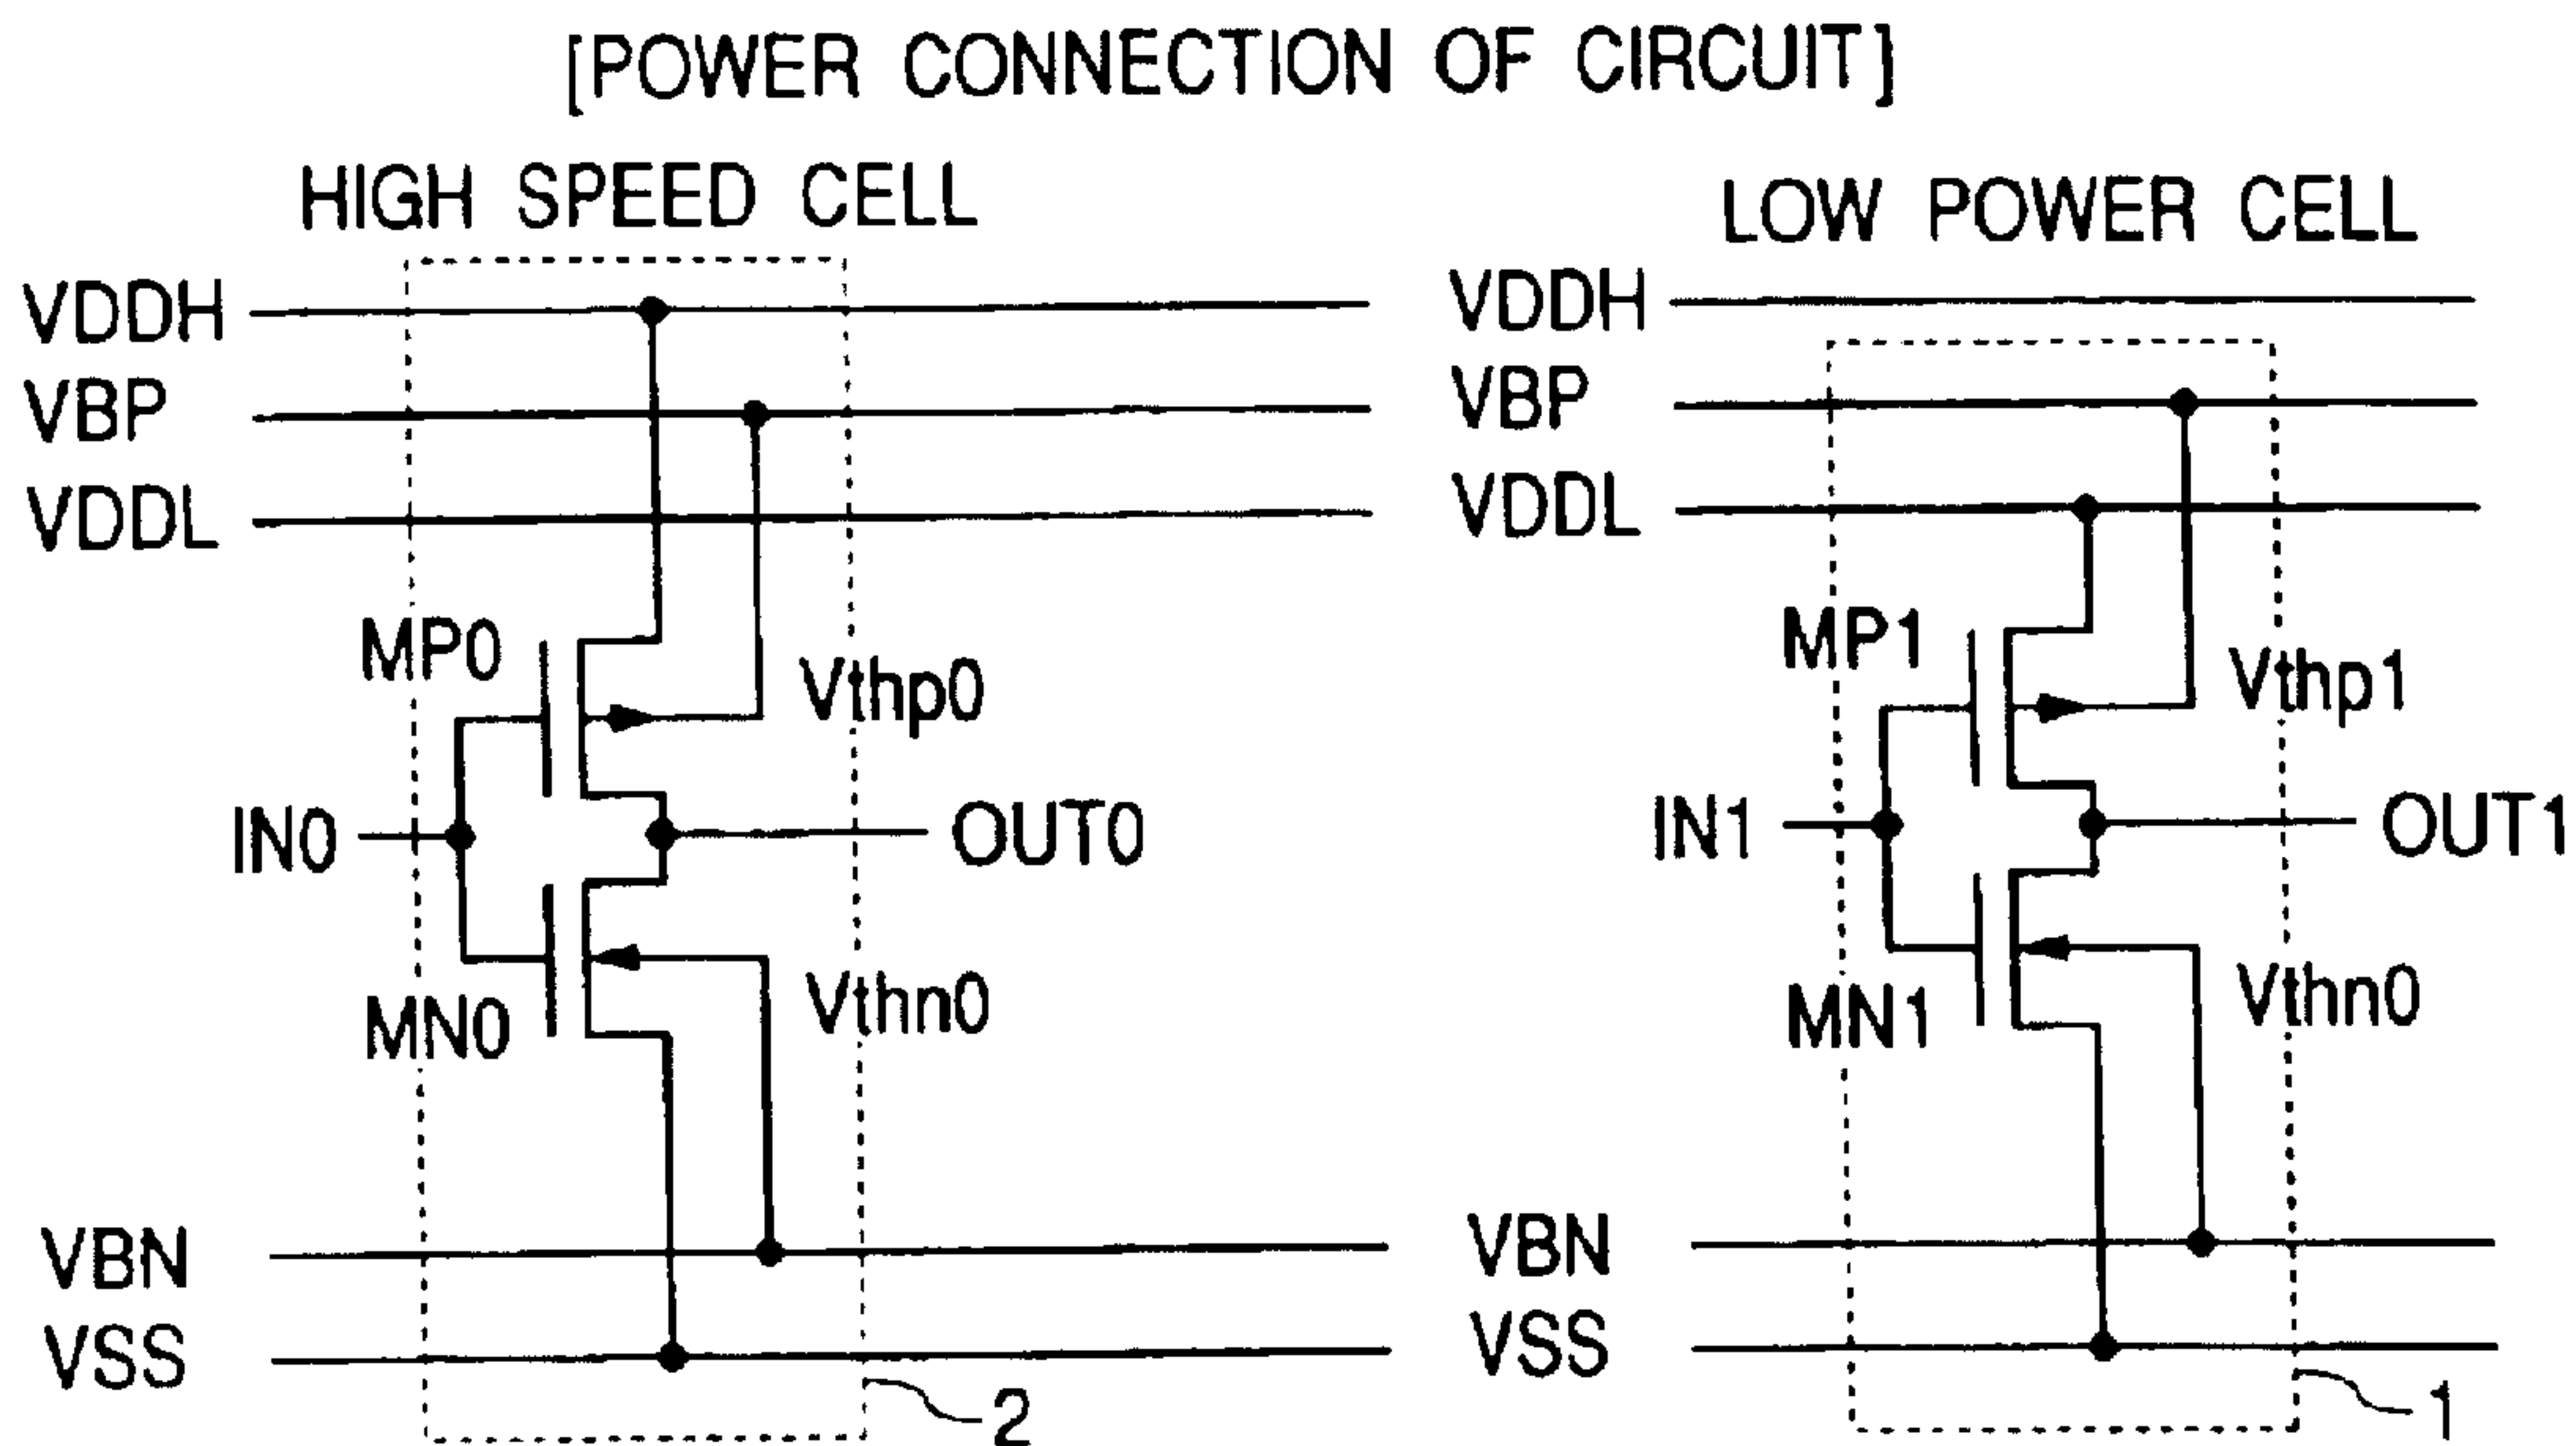 [POWER CONNECTION OF CIRCUIT]
HIGH SPEED CELL
VDDH
VBP
VDDL
MP0
Vthp0
IN0
OUT0
MN0
Vthn0
VBN
VSS
2
LOW POWER CELL
VDDH
VBP
VDDL
MP1
Vthp1
IN1
OUT1
MN1
Vthn0
VBN
VSS
1